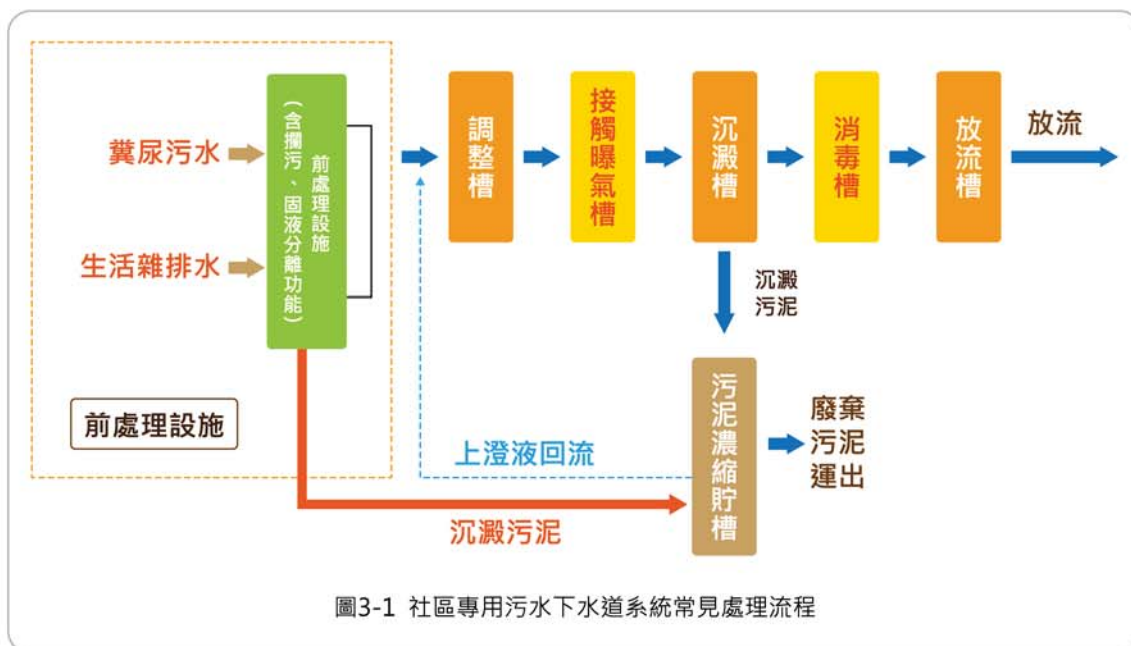 糞尿污水
生活雜排水
前處理設施
(含攔污、固液分離功能)
前處理設施
調整槽
接觸曝氣槽
沉澱槽
消毒槽
放流槽
放流
沉澱
污泥
污泥濃縮貯槽
廢棄
污泥
運出
上澄液回流
沉澱污泥
圖3-1 社區專用污水下水道系統常見處理流程